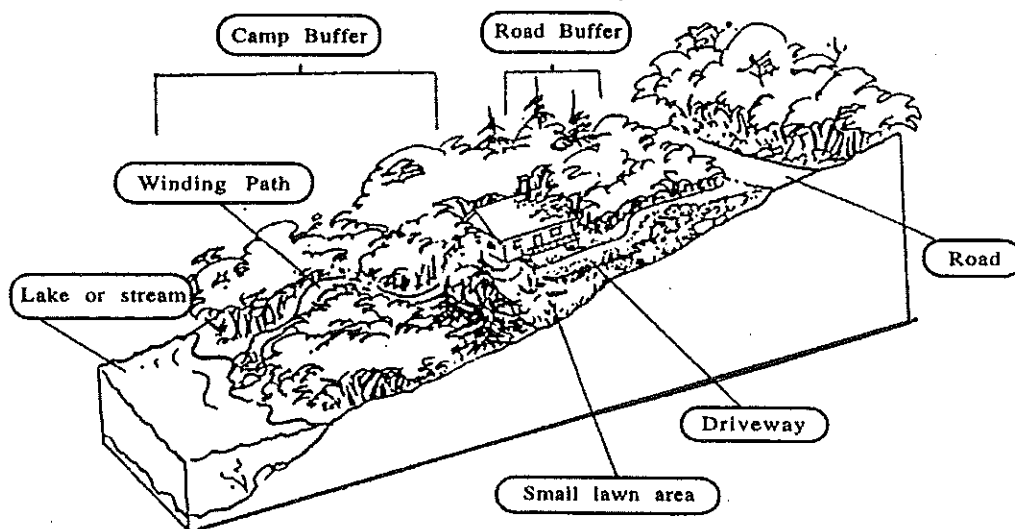 Camp Buffer
Road Buffer
Winding Path
Lake or stream
Road
Driveway
Small lawn area